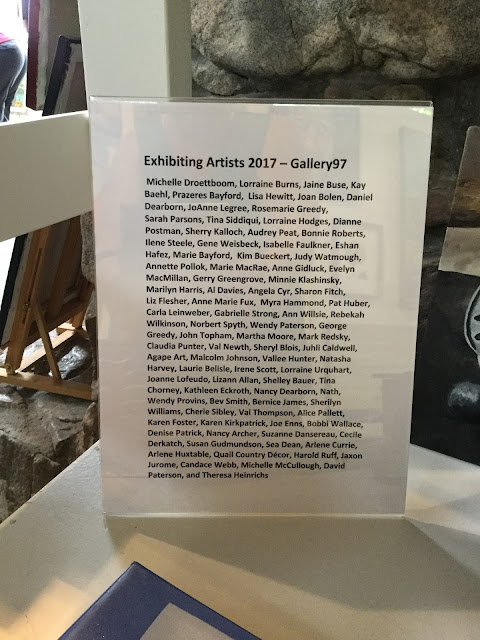 Exhibiting Artists 2017 – Gallery97
Michelle Droettboom, Lorraine Burns, Jaine Buse, Kay
Baehl, Prazeres Bayford, Lisa Hewitt, Joan Bolen, Daniel
Dearborn, JoAnne Legree, Rosemarie Greedy,
Sarah Parsons, Tina Siddiqui, Lorraine Hodges, Dianne
Postman, Sherry Kalloch, Audrey Peat, Bonnie Roberts,
Ilene Steele, Gene Weisbeck, Isabelle Faulkner, Eshan
Hafez, Marie Bayford, Kim Bueckert, Judy Watmough,
Annette Pollok, Marie MacRae, Anne Gidluck, Evelyn
MacMillan, Gerry Greengrove, Minnie Klashinsky,
Marilyn Harris, Al Davies, Angela Cyr, Sharon Fitch,
Liz Flesher, Anne Marie Fux, Myra Hammond, Pat Huber,
Carla Leinweber, Gabrielle Strong, Ann Willsie, Rebekah
Wilkinson, Norbert Spyth, Wendy Paterson, George
Greedy, John Topham, Martha Moore, Mark Redsky,
Claudia Punter, Val Newth, Sheryl Blois, Juhli Caldwell,
Agape Art, Malcolm Johnson, Vallee Hunter, Natasha
Harvey, Laurie Belisle, Irene Scott, Lorraine Urquhart,
Joanne Lofeudo, Lizann Allan, Shelley Bauer, Tina
Chorney, Kathleen Eckroth, Nancy Dearborn, Nath,
Wendy Provins, Bev Smith, Bernice James, Sherilyn
Williams, Cherie Sibley, Val Thompson, Alice Pallett,
Karen Foster, Karen Kirkpatrick, Joe Enns, Bobbi Wallace,
Denise Patrick, Nancy Archer, Suzanne Dansereau, Cecile
Derkatch, Susan Gudmundson, Sea Dean, Arlene Currie,
Arlene Huxtable, Quail Country Décor, Harold Ruff, Jaxon
Jurome, Candace Webb, Michelle McCullough, David
Paterson, and Theresa Heinrichs